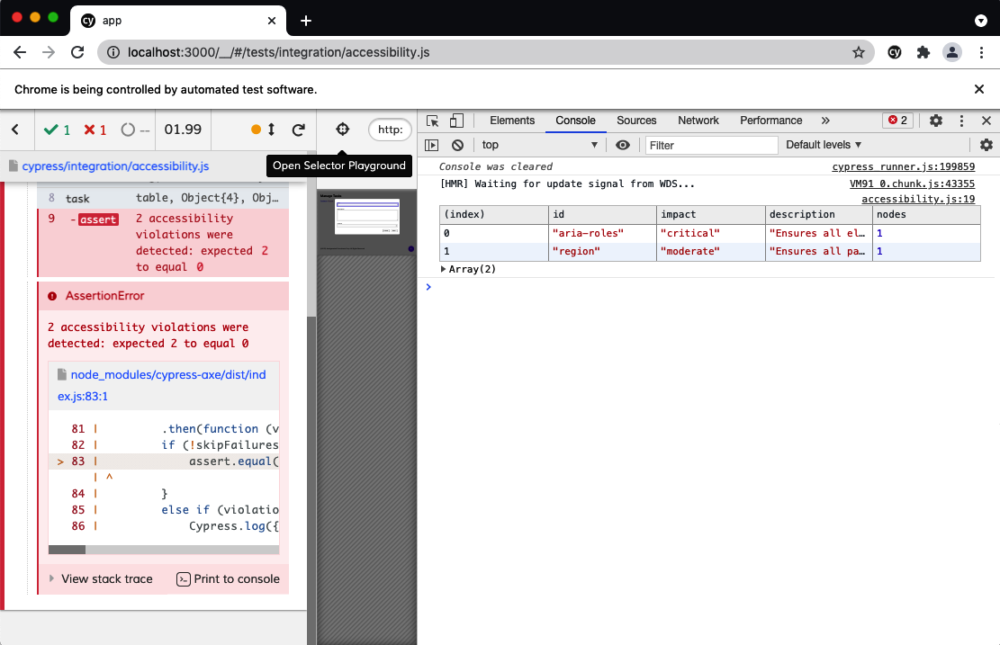 cy app
localhost:3000/__/#/tests/integration/accessibility.js
cy
Chrome is being controlled by automated test software.
1 1 -- 01.99
http:
Elements Console Sources Network Performance » 2
top Filter Default levels
cypress/integration/accessibility.js
Open Selector Playground
8 task table, Object{4}, Obj…
9 -assert 2 accessibility
violations were
detected: expected 2
to equal 0
AssertionError
2 accessibility violations were
detected: expected 2 to equal 0
node_modules/cypress-axe/dist/ind
ex.js:83:1
81 | .then(function (v
82 | if (!skipFailures
> 83 | assert.equal(
| ^
84 | }
85 | else if (violatio
86 | Cypress.log({
View stack trace Print to console
Console was cleared cypress_runner.js:199859
[HMR] Waiting for update signal from WDS... VM91 0.chunk.js:43355
accessibility.js:19
(index) id impact description nodes
0 "aria-roles" "critical" "Ensures all el… 1
1 "region" "moderate" "Ensures all pa… 1
Array(2)